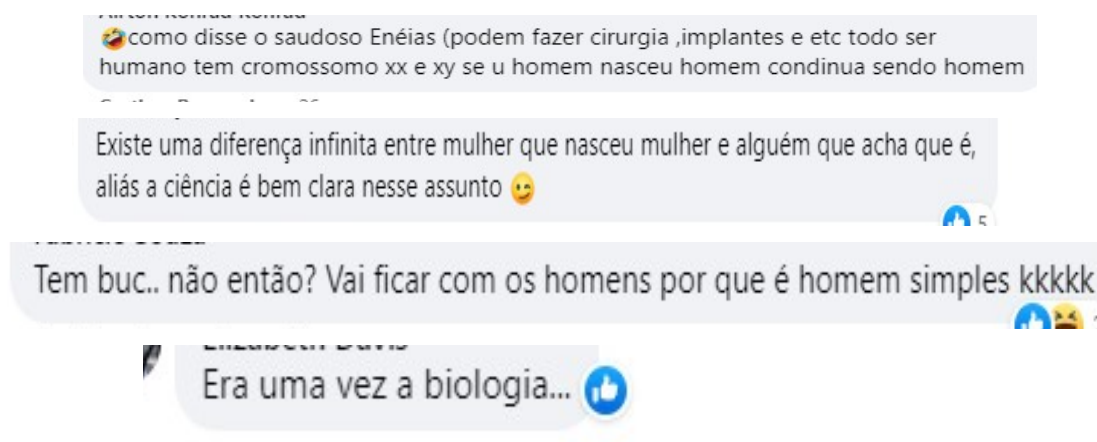 🤣como disse o saudoso Enéias (podem fazer cirurgia ,implantes e etc todo ser
humano tem cromossomo xx e xy se u homem nasceu homem condinua sendo homem
Existe uma diferença infinita entre mulher que nasceu mulher e alguém que acha que é,
aliás a ciência é bem clara nesse assunto 😉
5
Tem buc.. não então? Vai ficar com os homens por que é homem simples kkkkk
Era uma vez a biologia...